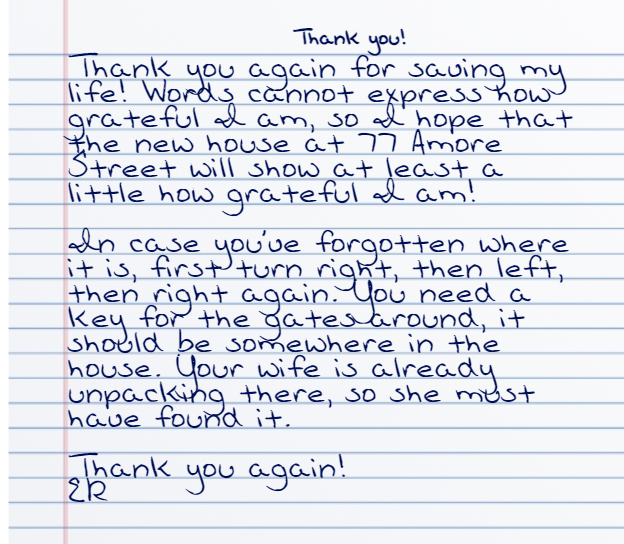 Thank you!
Thank you again for saving my
life! Words cannot express how
grateful I am, so I hope that
the new house at 77 Amore
Street will show at least a
little how grateful I am!
In case you've forgotten where
it is, first turn right, then left,
then right again. You need a
key for the gates around, it
should be somewhere in the
house. Your wife is already
unpacking there, so she must
have found it.
Thank you again!
ER